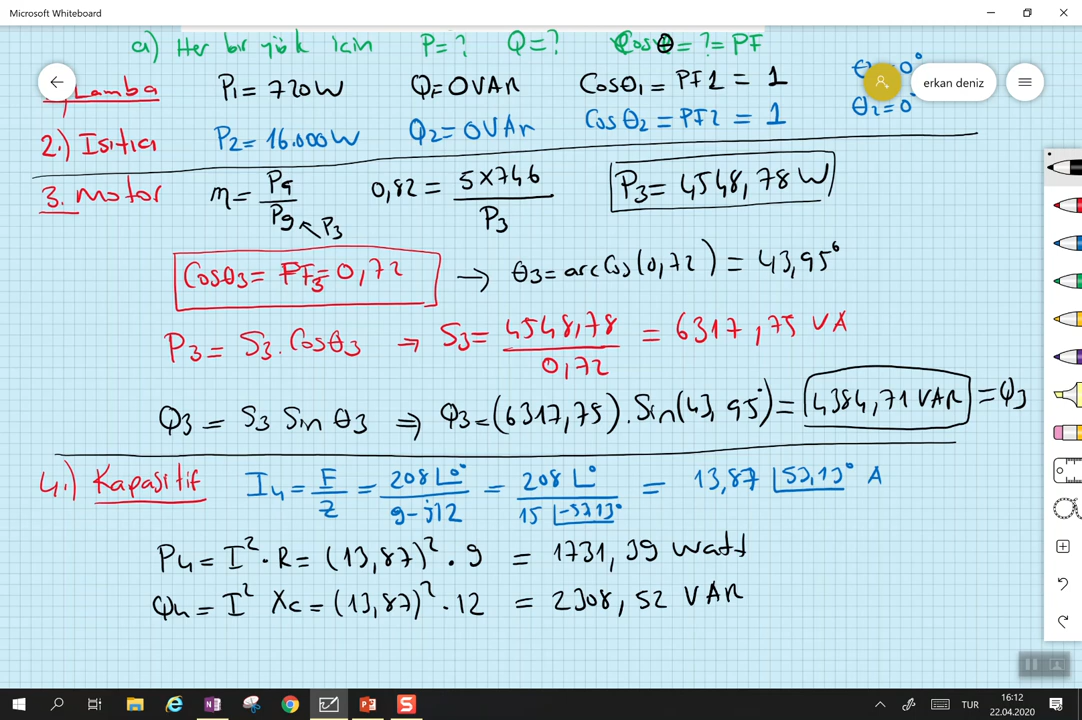 Microsoft Whiteboard
a) Her bir yük icin P=? Q=? Cosθ=?=PF
Lamba P1=720W Q1=0VAR Cosθ1=PF1=1
erkan deniz
2.) Isıtıcı P2=16.000W Q2=0VAr Cosθ2=PF2=1 θ2=0°
3. Motor η=PÇ/Pg ↖P3 0,82=5x746/P3 P3=4548,78W
Cosθ3=PF3=0,72 → θ3=arcCos(0,72)=43,95°
P3=S3.Cosθ3 ⇒ S3=4548,78/0,72=6317,75 VA
Q3=S3 Sinθ3 ⇒ Q3=(6317,75).Sin(43,95°)=4384,71 VAR=Q3
4.) Kapasitif I4=E/Z=208∠0°/9-j12=208∠0°/15∠-53,13°=13,87∠53,13° A
P4=I².R=(13,87)².9=1731,39 watt
Q4=I² Xc=(13,87)².12=2308,52 VAR
TUR
16:12
22.04.2020